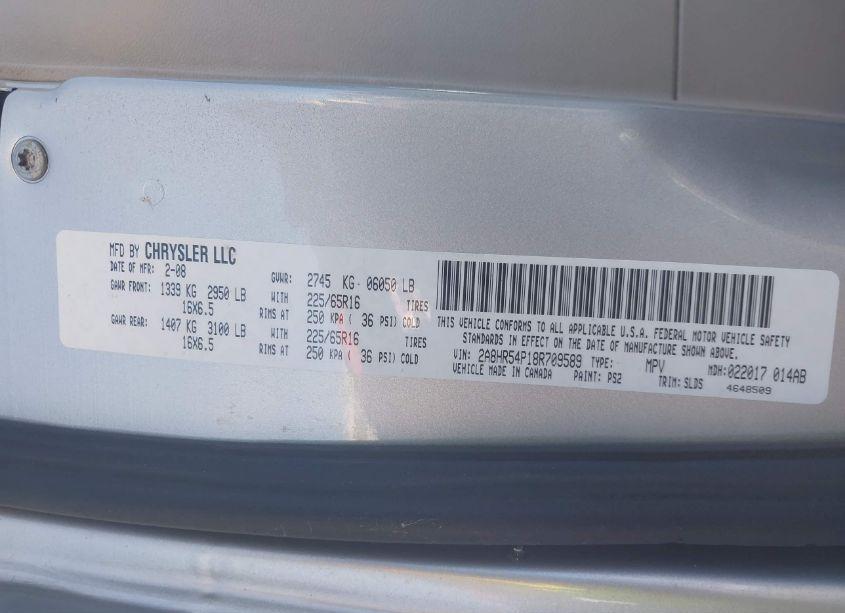 MFD BY CHRYSLER LLC
DATE OF MFR: 2-08 GVWR: 2745 KG- 06050 LB
GAWR FRONT: 1339 KG 2950 LB WITH 225/65R16 TIRES
16X6.5 RIMS AT 250 KPA ( 36 PSI) COLD
GAWR REAR: 1407 KG 3100 LB WITH 225/65R16 TIRES
16X6.5 RIMS AT 250 KPA ( 36 PSI) COLD
THIS VEHICLE CONFORMS TO ALL APPLICABLE U.S.A. FEDERAL MOTOR VEHICLE SAFETY
STANDARDS IN EFFECT ON THE DATE OF MANUFACTURE SHOWN ABOVE.
VIN: 2A8HR54P18R709589 TYPE: MPV MDH:022017 014AB
VEHICLE MADE IN CANADA PAINT: PS2 TRIM: SLDS 4648509